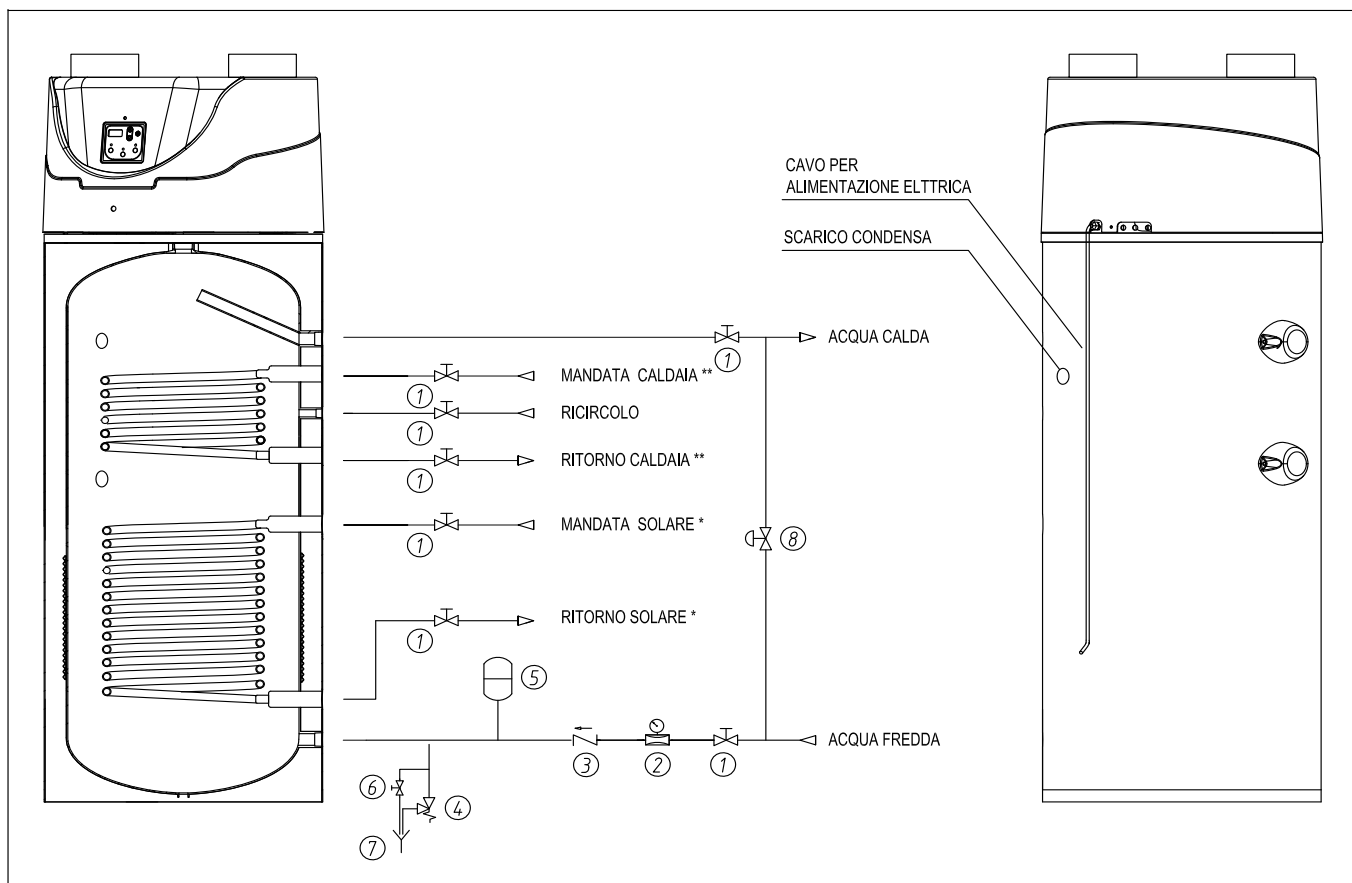 CAVO PER
ALIMENTAZIONE ELTTRICA
SCARICO CONDENSA
ACQUA CALDA
1
MANDATA CALDAIA **
1
RICIRCOLO
1
RITORNO CALDAIA **
1
MANDATA SOLARE *
1
8
RITORNO SOLARE *
1
5
ACQUA FREDDA
3
2
1
6
4
7